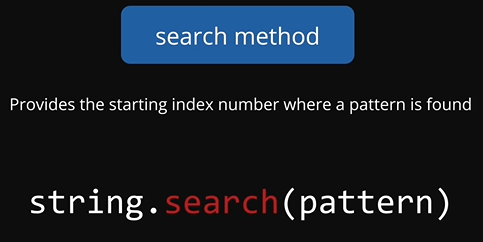 search method
Provides the starting index number where a pattern is found
string.search(pattern)